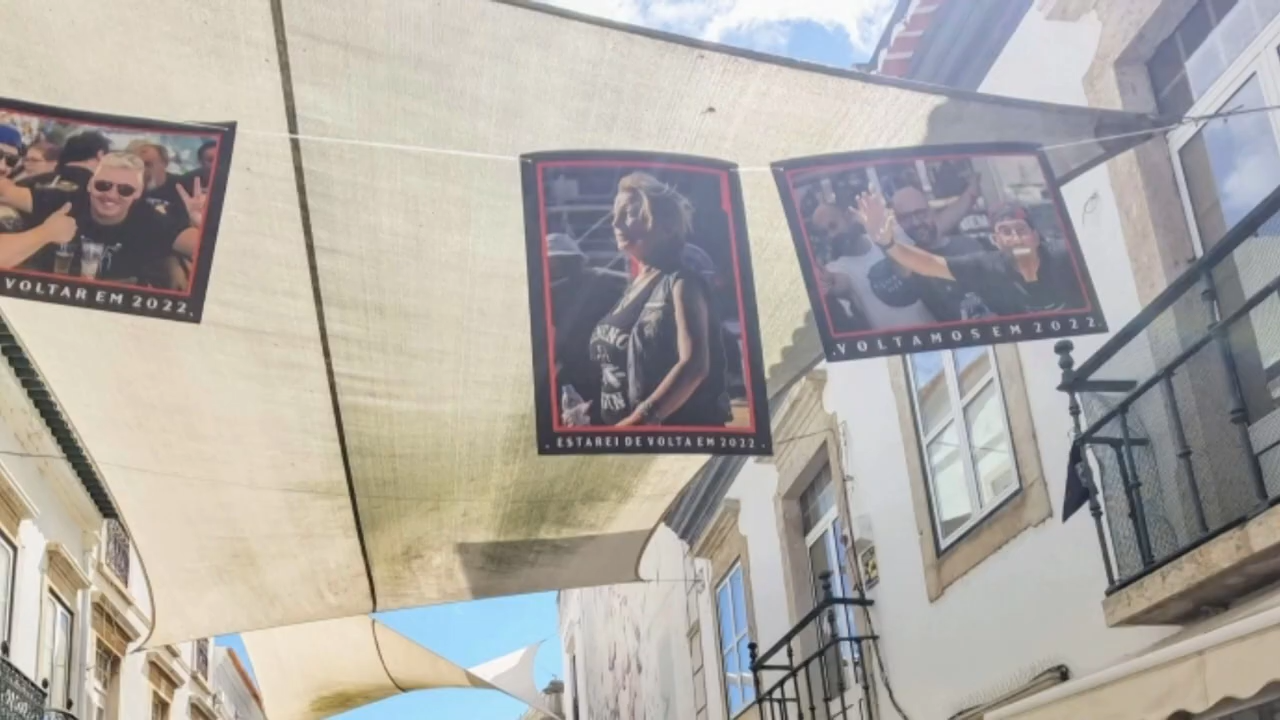 VOLTAR EM 2022.
. ESTAREI DE VOLTA EM 2022 .
.VOLTAMOS EM 2022.